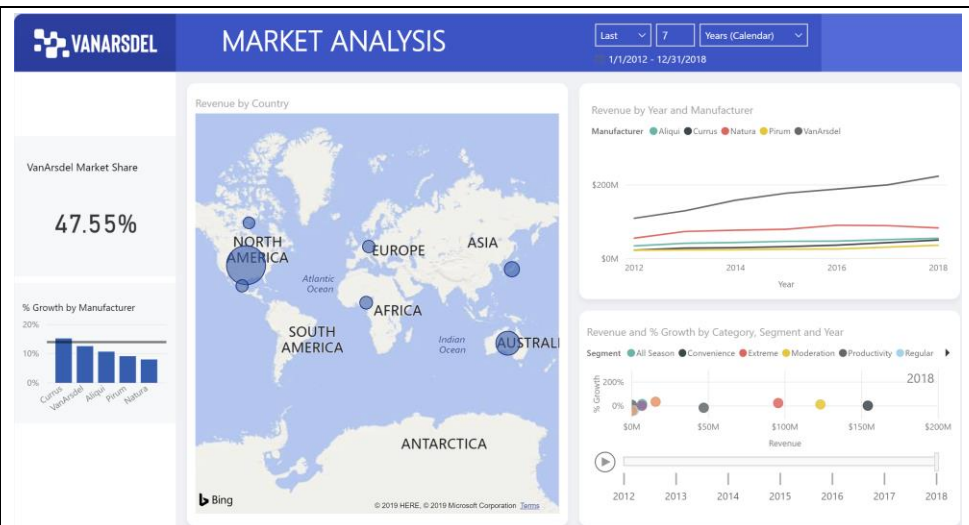 VANARSDEL
MARKET ANALYSIS
Last
7
Years (Calendar)
1/1/2012 - 12/31/2018
VanArsdel Market Share
47.55%
% Growth by Manufacturer
20%
10%
0%
Currus
VanArsdel
Aliqui
Pirum
Natura
Revenue by Country
NORTH
AMERICA
EUROPE
ASIA
Atlantic
Ocean
AFRICA
SOUTH
AMERICA
Indian
Ocean
AUSTRALI
ANTARCTICA
Bing
© 2019 HERE, © 2019 Microsoft Corporation Terms
Revenue by Year and Manufacturer
Manufacturer Aliqui Currus Natura Pirum VanArsdel
$200M
$0M
2012 2014 2016 2018
Year
Revenue and % Growth by Category, Segment and Year
Segment All Season Convenience Extreme Moderation Productivity Regular
% Growth
200%
0%
2018
$0M $50M $100M $150M $200M
Revenue
2012 2013 2014 2015 2016 2017 2018